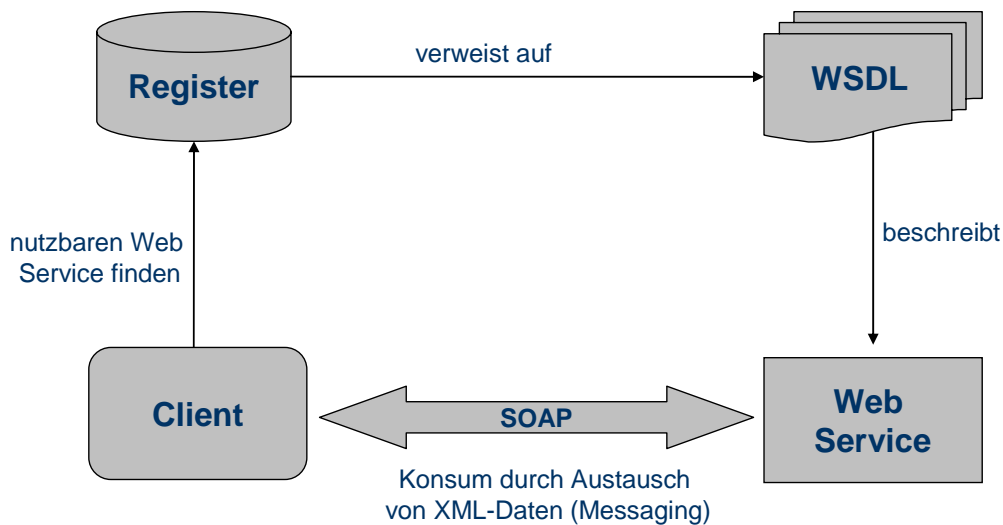 verweist auf
Register
WSDL
nutzbaren Web
Service finden
beschreibt
Client
SOAP
Web
Service
Konsum durch Austausch
von XML-Daten (Messaging)